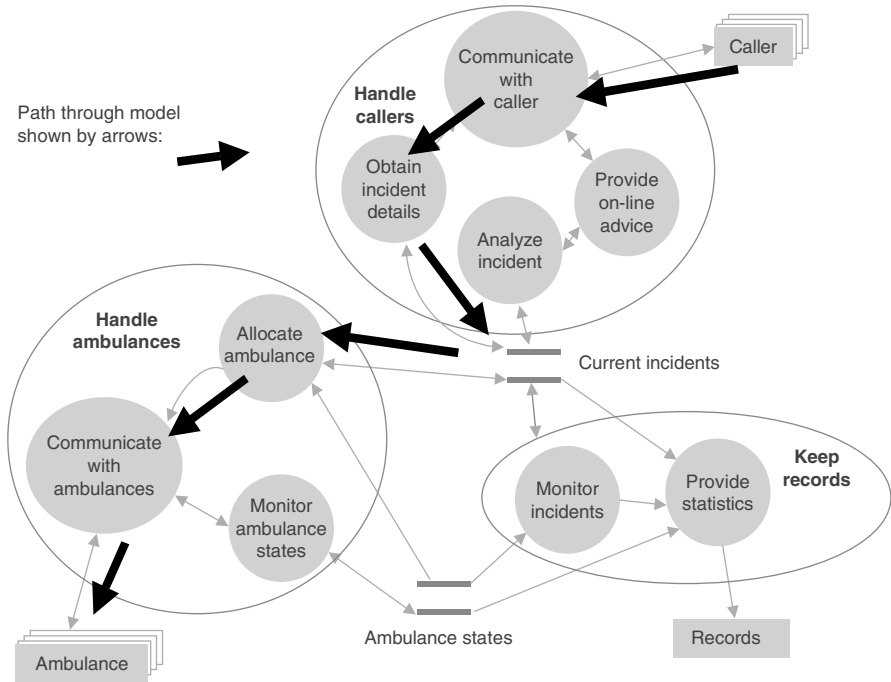 Caller
Communicate
with
caller
Handle
callers
Path through model
shown by arrows:
Obtain
incident
details
Provide
on-line
advice
Analyze
incident
Handle
ambulances
Allocate
ambulance
Current incidents
Communicate
with
ambulances
Monitor
ambulance
states
Monitor
incidents
Provide
statistics
Keep
records
Ambulance states
Records
Ambulance